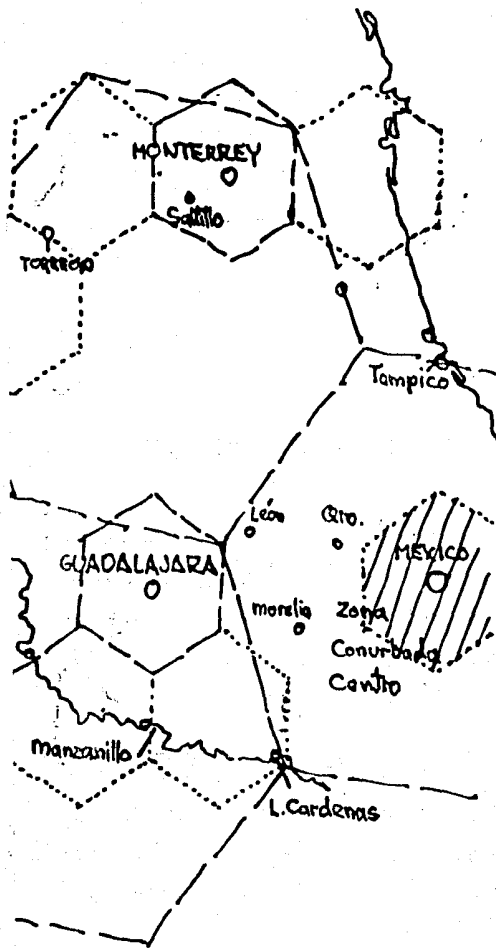 MONTERREY
Saltillo
TORREON
Tampico
León
Qro.
GUADALAJARA
MEXICO
morelia
Zona
Conurbada
Centro
manzanillo
L. Cardenas